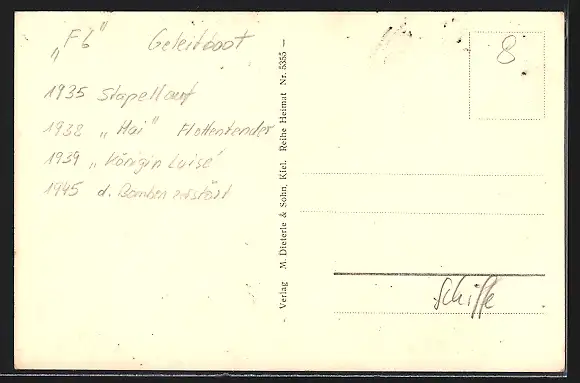 „F6" Geleitboot
1935 Stapellauf
1938 „Hai" Flottentender
1939 „Königin Luise"
1945 d. Bomben zerstört
Verlag M. Dieterle & Sohn, Kiel. Reihe Heimat Nr. 5355 —
8
Schiffe